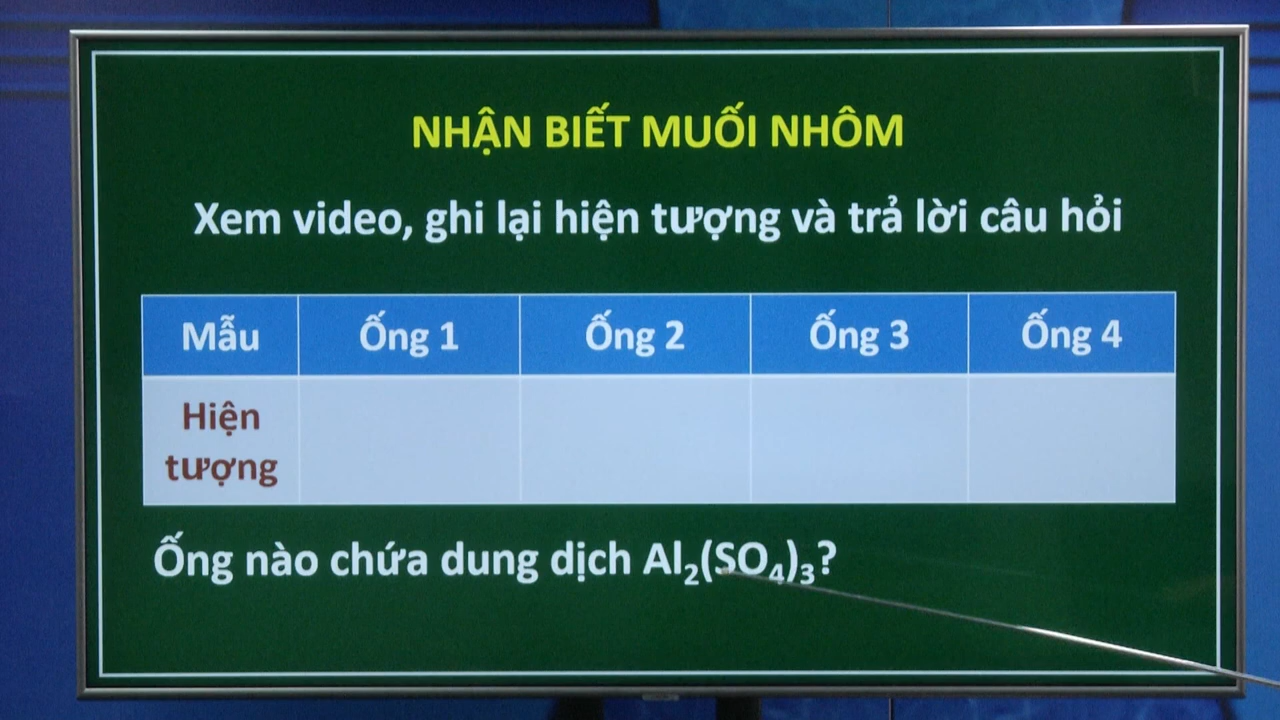 NHẬN BIẾT MUỐI NHÔM
Xem video, ghi lại hiện tượng và trả lời câu hỏi
Mẫu Ống 1 Ống 2 Ống 3 Ống 4
Hiện
tượng
Ống nào chứa dung dịch Al₂(SO₄)₃?